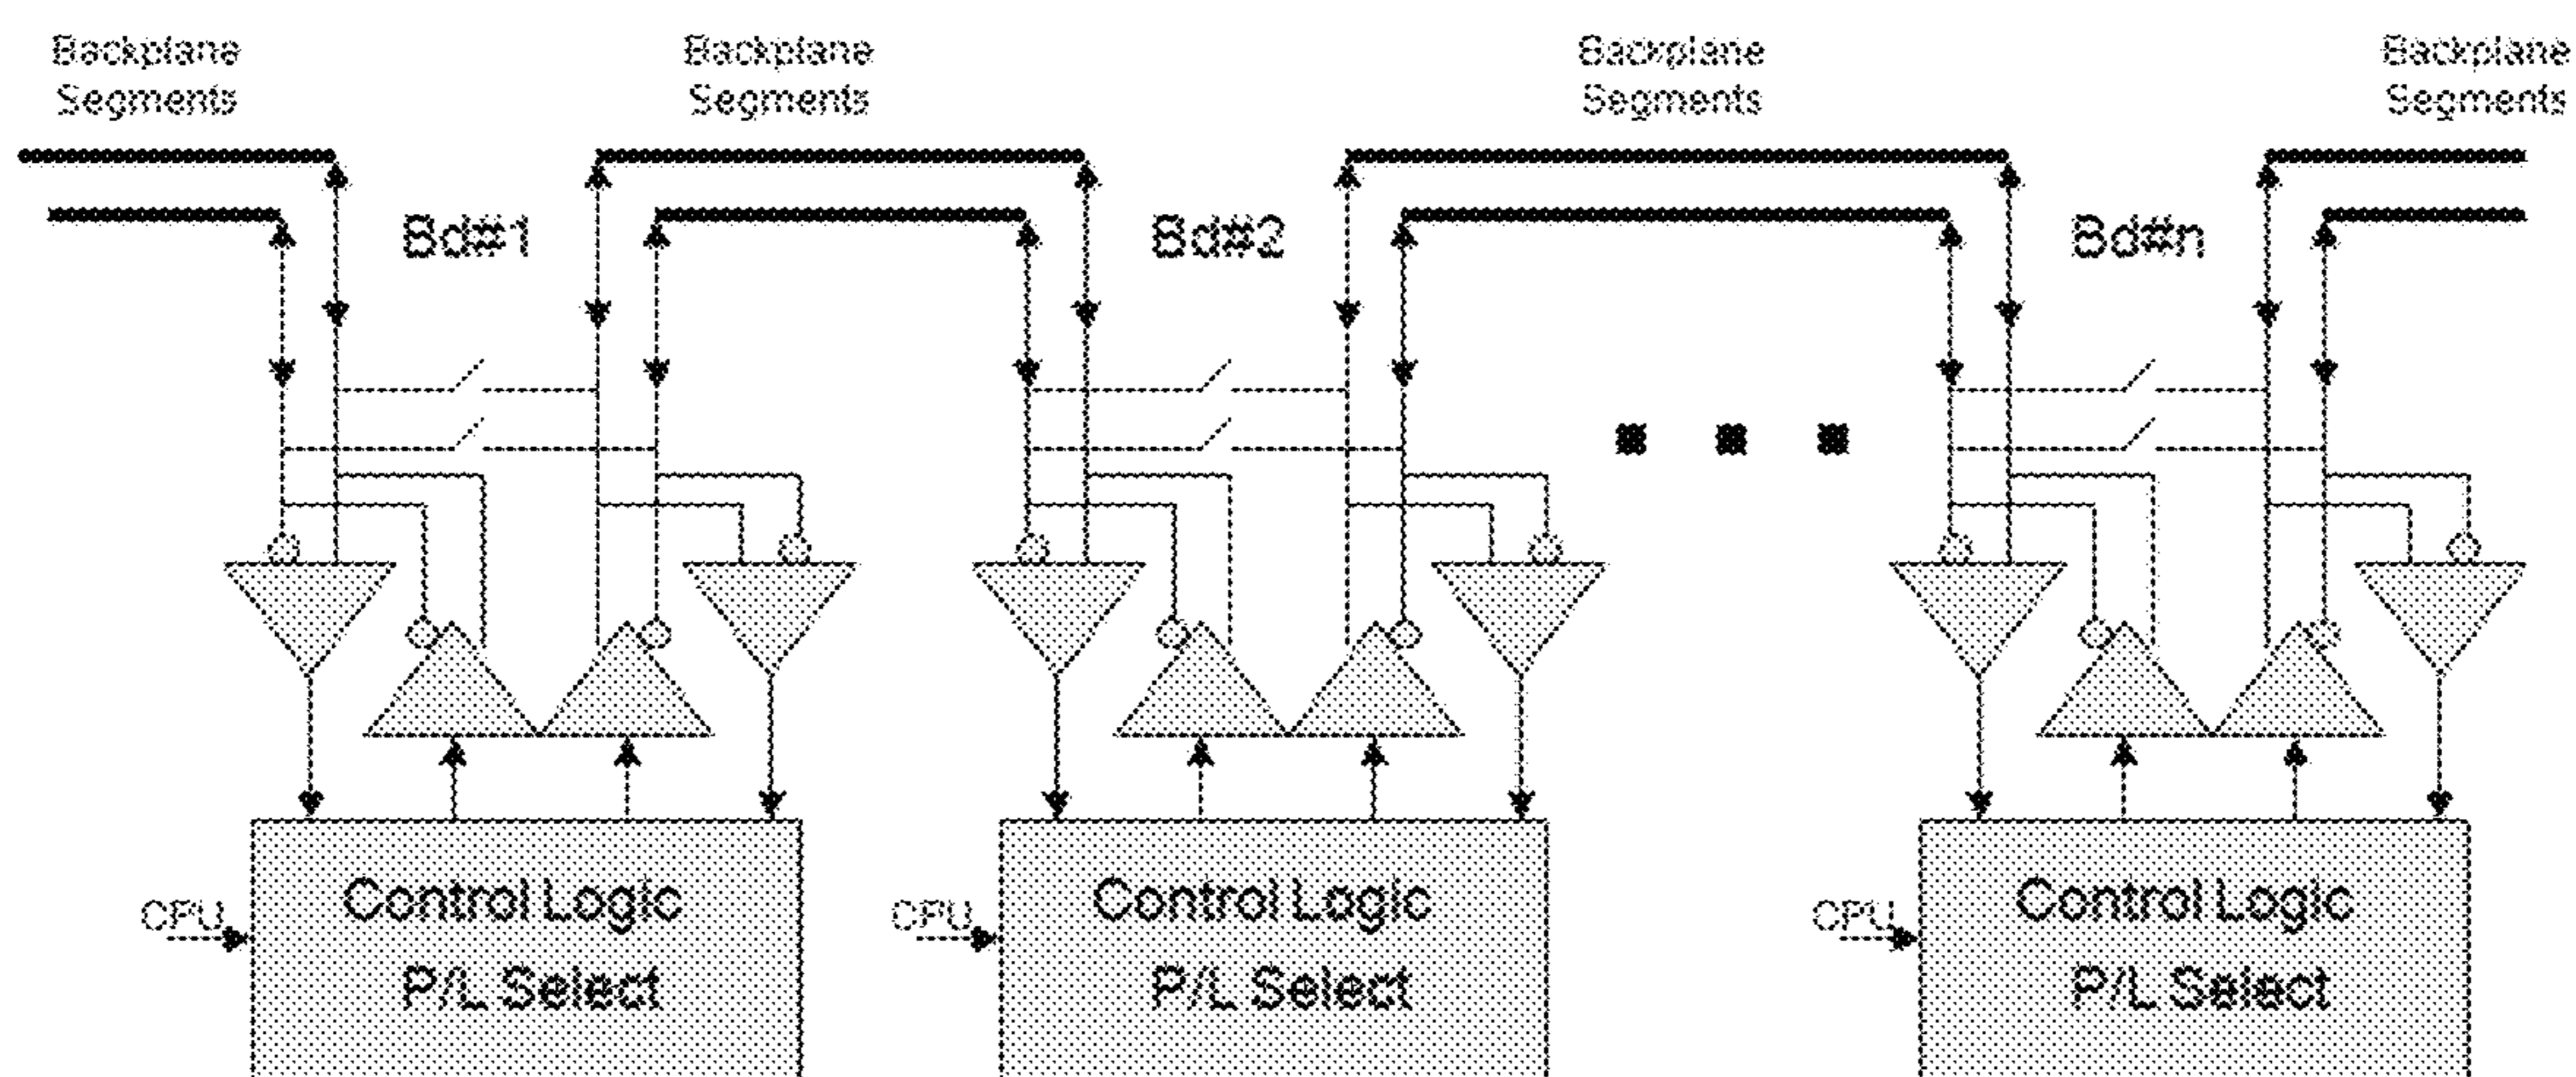 Backplane
Segments
Backplane
Segments
Backplane
Segments
Backplane
Segments
Bd#1
Bd#2
Bd#n
CPU
Control Logic
P/L Select
CPU
Control Logic
P/L Select
CPU
Control Logic
P/L Select